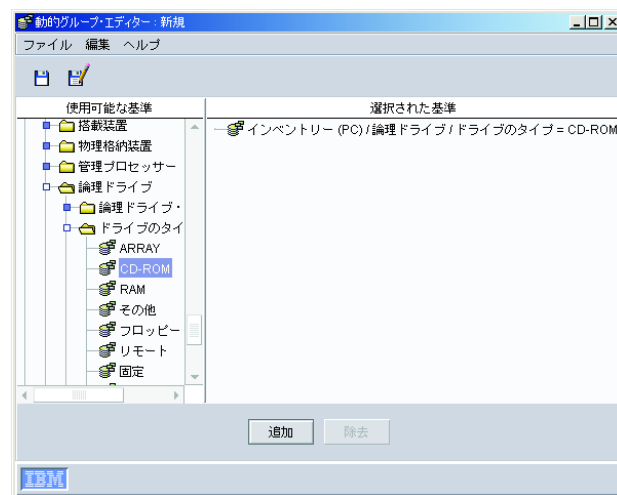 動的グループ・エディター : 新規
ファイル 編集 ヘルプ
使用可能な基準
選択された基準
搭載装置
インベントリー (PC) / 論理ドライブ / ドライブのタイプ = CD-ROM
物理格納装置
管理プロセッサー
論理ドライブ
論理ドライブ・
ドライブのタイ
ARRAY
CD-ROM
RAM
その他
フロッピー
リモート
固定
追加 除去
IBM